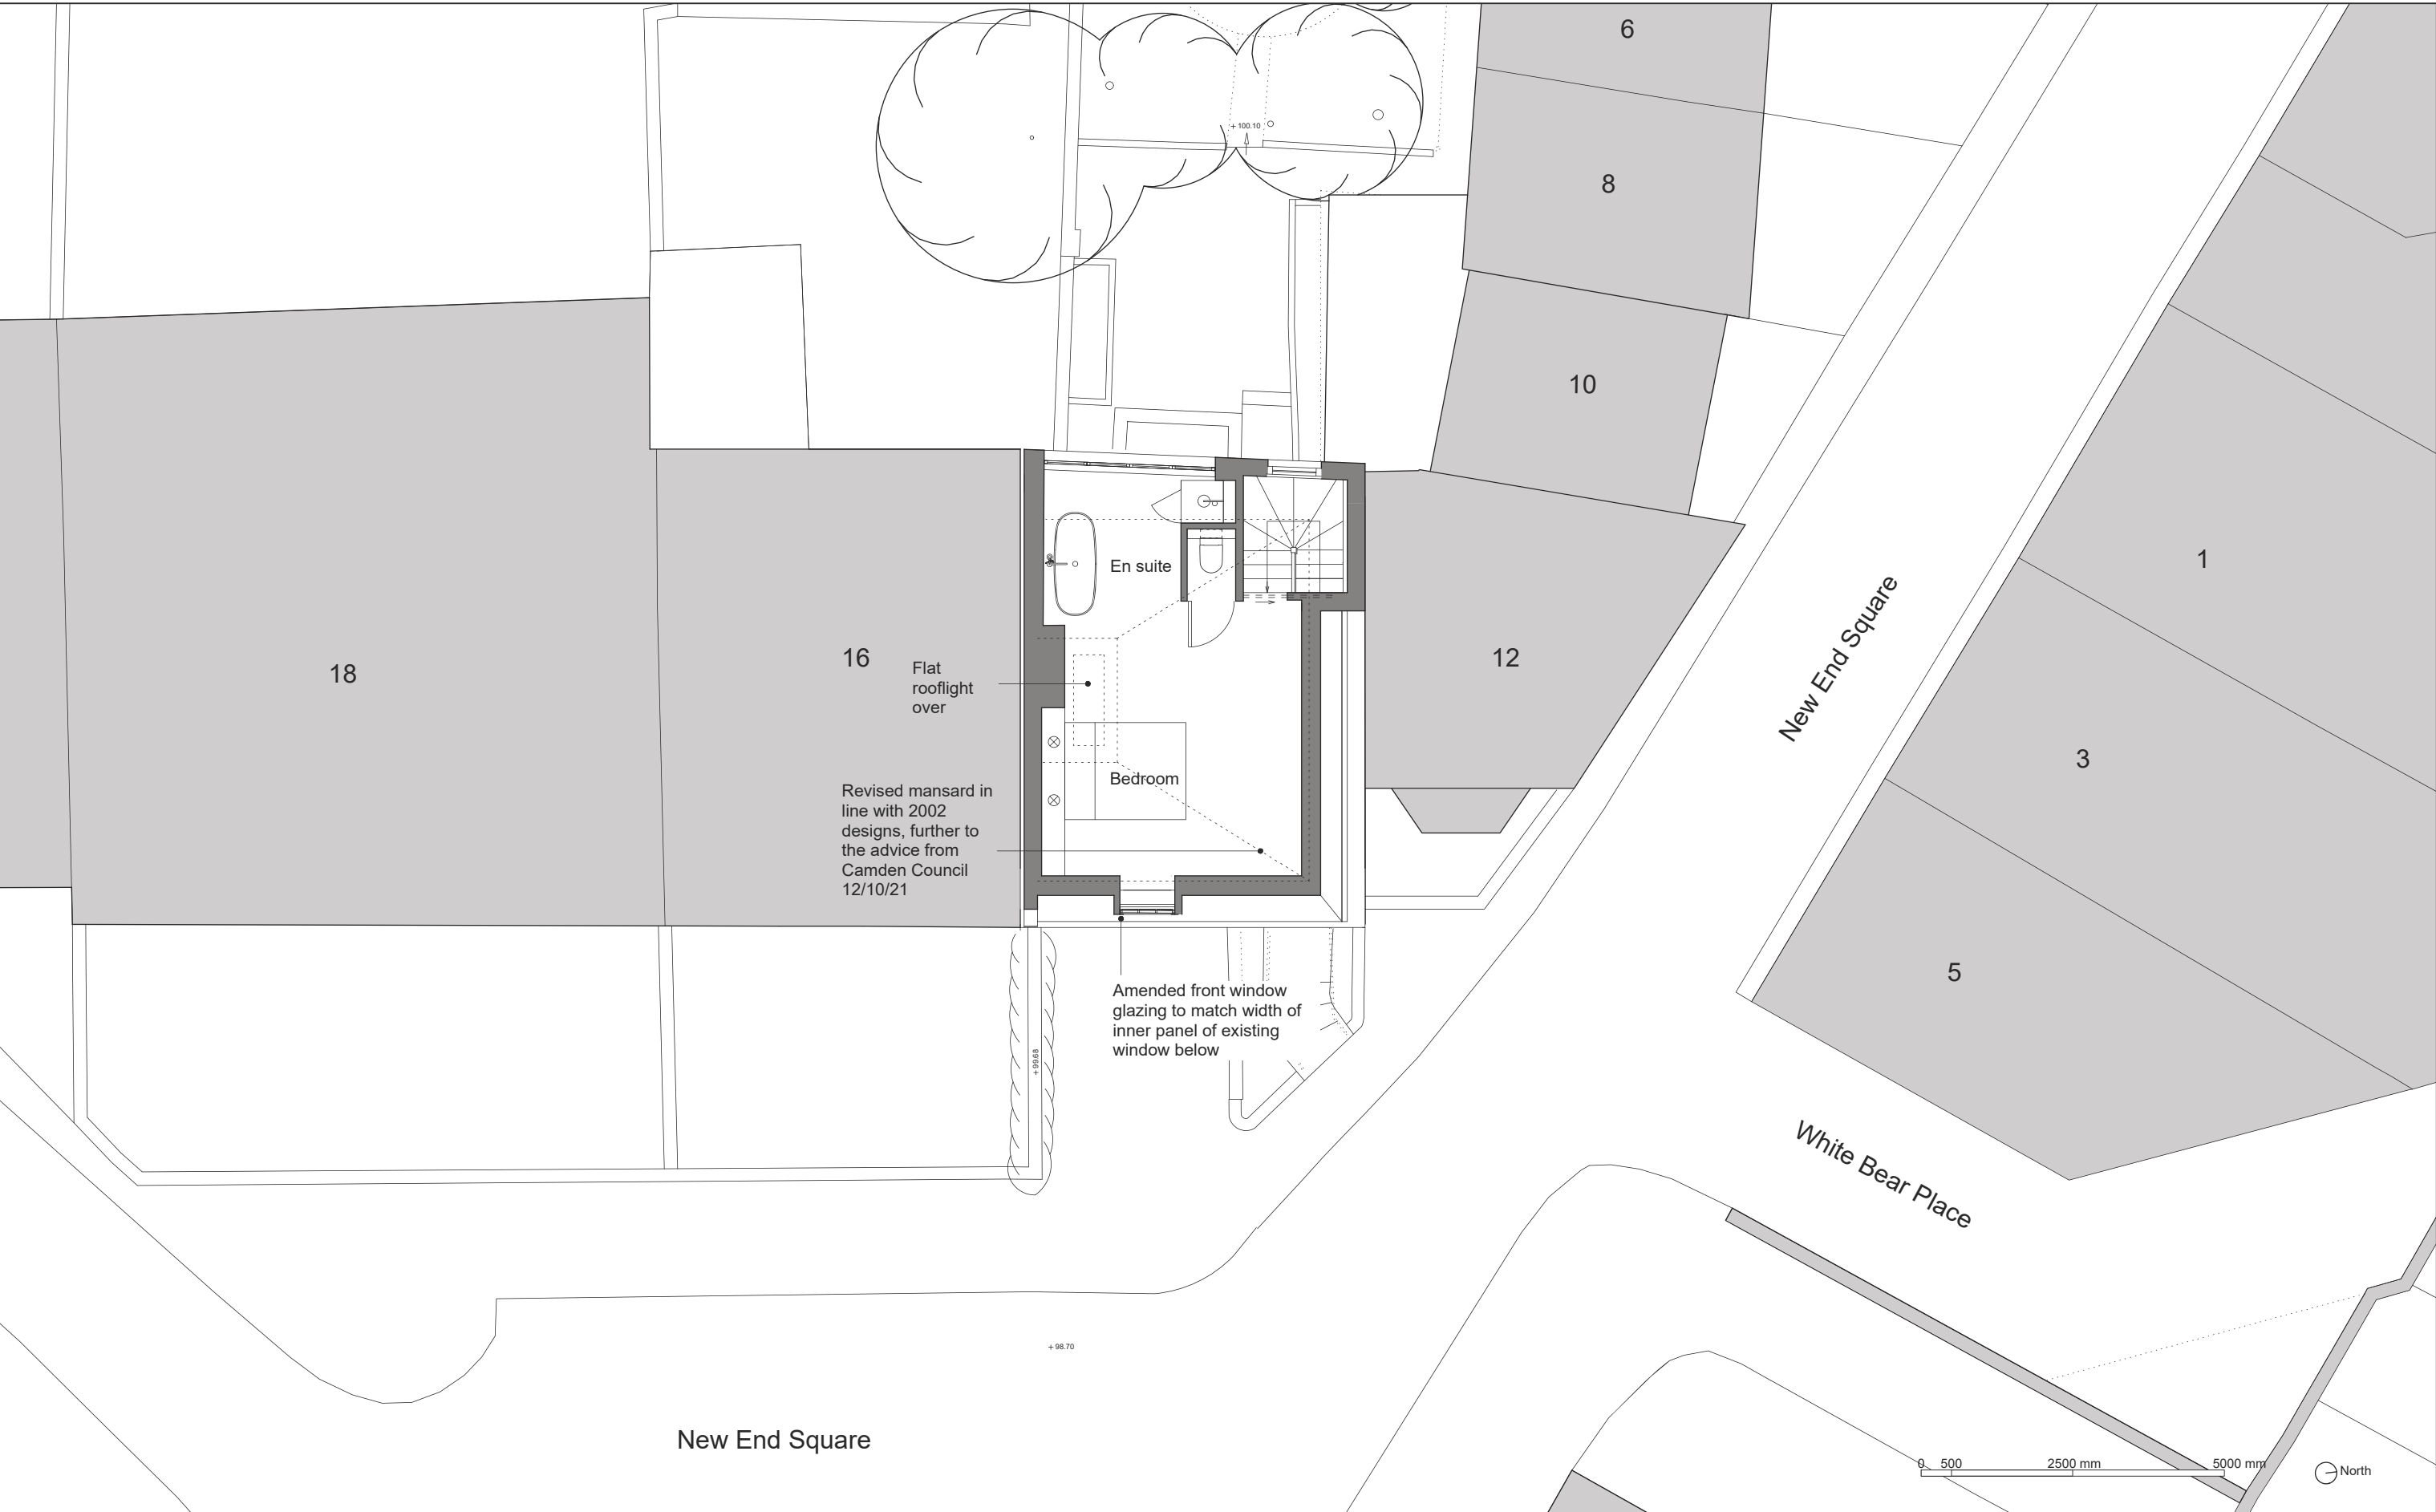 6
+ 100.10
8
10
1
En suite
New End Square
18
16
12
Flat
rooflight
over
3
Bedroom
Revised mansard in
line with 2002
designs, further to
the advice from
Camden Council
12/10/21
5
Amended front window
glazing to match width of
inner panel of existing
window below
+ 99.68
White Bear Place
+ 98.70
New End Square
0 500 2500 mm 5000 mm
North